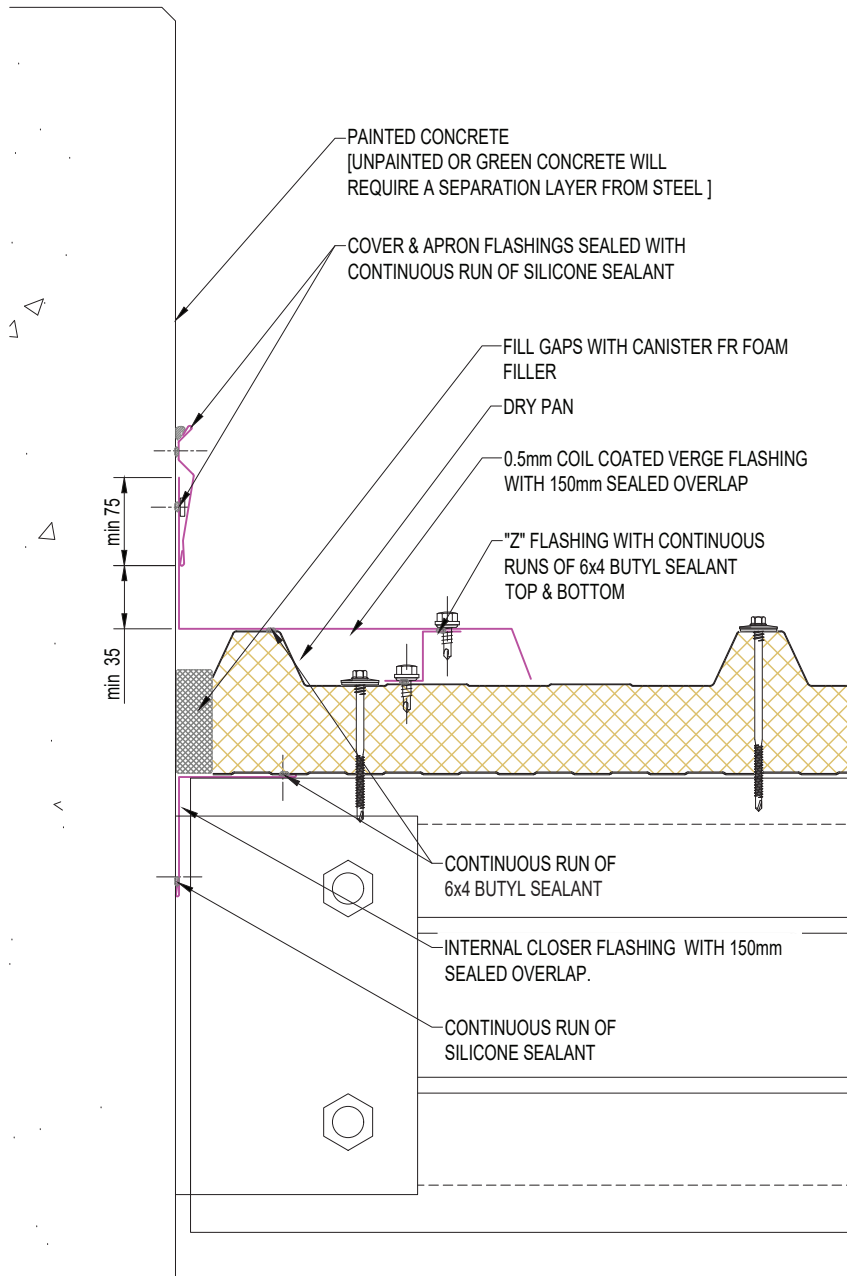 PAINTED CONCRETE
[UNPAINTED OR GREEN CONCRETE WILL
REQUIRE A SEPARATION LAYER FROM STEEL ]
COVER & APRON FLASHINGS SEALED WITH
CONTINUOUS RUN OF SILICONE SEALANT
FILL GAPS WITH CANISTER FR FOAM
FILLER
DRY PAN
0.5mm COIL COATED VERGE FLASHING
WITH 150mm SEALED OVERLAP
min 75
"Z" FLASHING WITH CONTINUOUS
RUNS OF 6x4 BUTYL SEALANT
TOP & BOTTOM
min 35
CONTINUOUS RUN OF
6x4 BUTYL SEALANT
INTERNAL CLOSER FLASHING WITH 150mm
SEALED OVERLAP.
CONTINUOUS RUN OF
SILICONE SEALANT